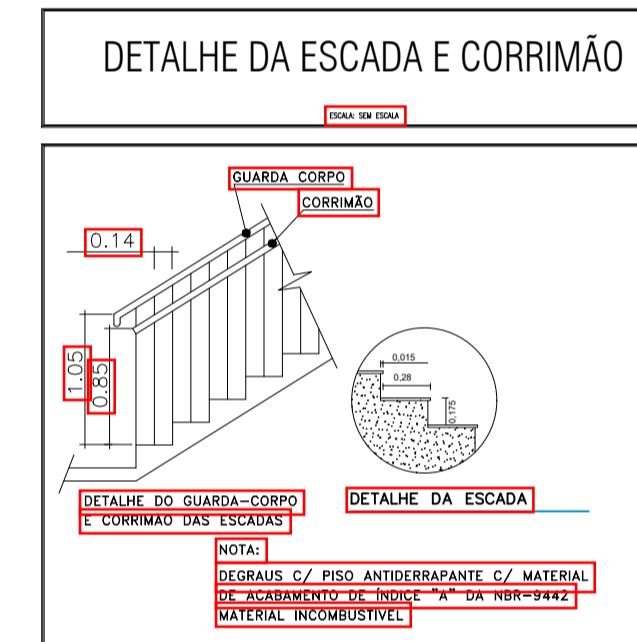 DETALHE DA ESCADA E CORRIMÃO
ESCALA: SEM ESCALA
GUARDA CORPO
CORRIMÃO
0.14
1.05
0.85
0,015
0,28
0,175
DETALHE DO GUARDA-CORPO
E CORRIMÃO DAS ESCADAS
DETALHE DA ESCADA
NOTA:
DEGRAUS C/ PISO ANTIDERRAPANTE C/ MATERIAL
DE ACABAMENTO DE ÍNDICE "A" DA NBR-9442
MATERIAL INCOMBUSTIVEL